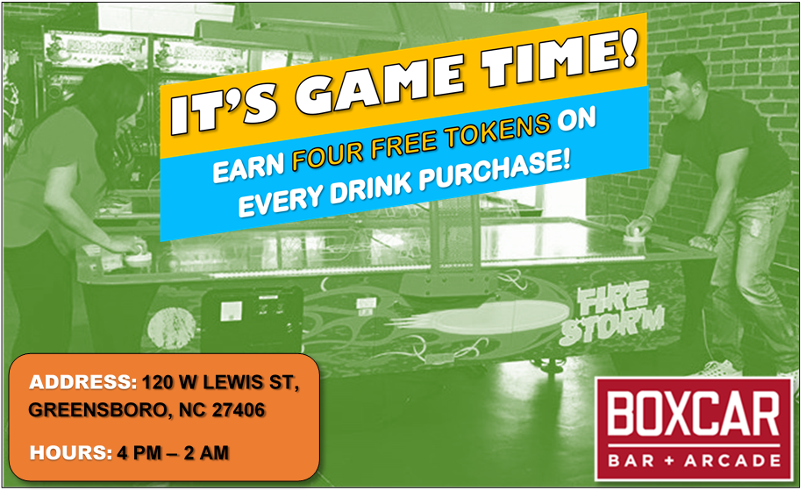 IT'S GAME TIME!
EARN FOUR FREE TOKENS ON
EVERY DRINK PURCHASE!
FIRE
STORM
ADDRESS: 120 W LEWIS ST,
GREENSBORO, NC 27406
HOURS: 4 PM – 2 AM
BOXCAR
BAR + ARCADE